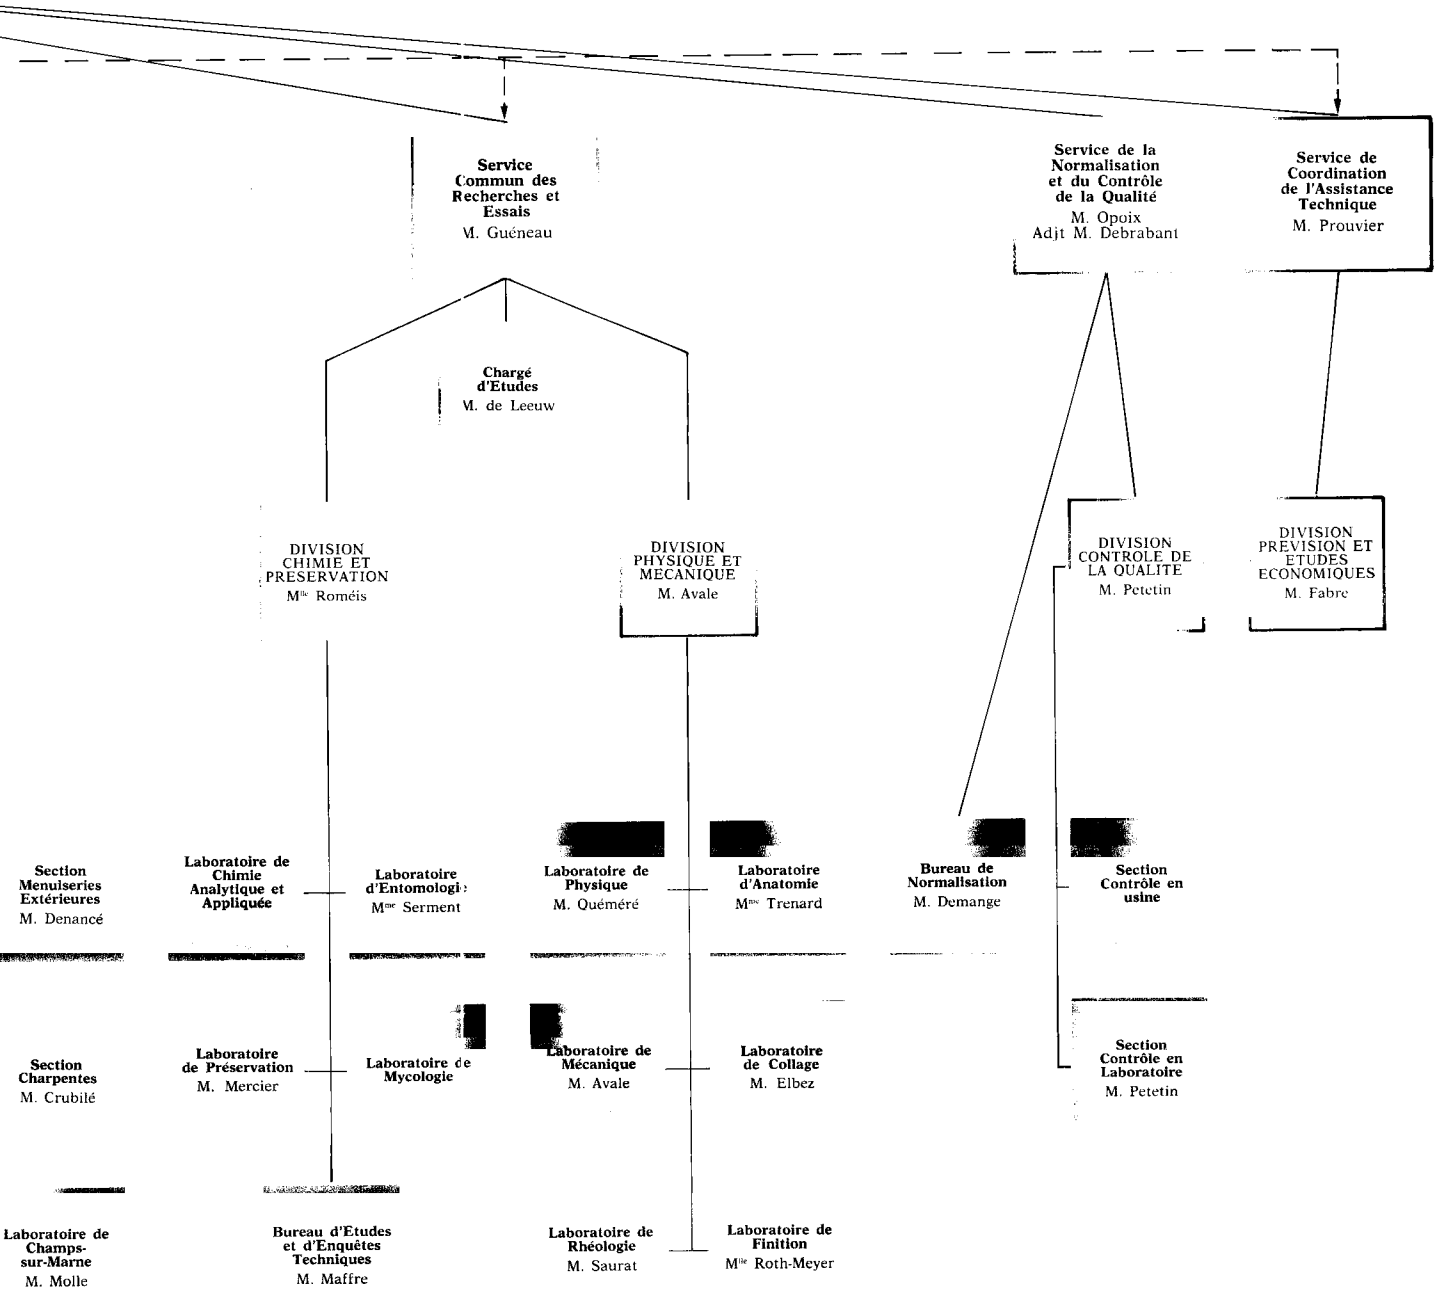 Service
Commun des
Recherches et
Essais
M. Guéneau
Service de la
Normalisation
et du Contrôle
de la Qualité
M. Opoix
Adjt M. Debrabant
Service de
Coordination
de l'Assistance
Technique
M. Prouvier
Chargé
d'Etudes
M. de Leeuw
DIVISION
CHIMIE ET
PRESERVATION
Mlle Roméis
DIVISION
PHYSIQUE ET
MECANIQUE
M. Avale
DIVISION
CONTROLE DE
LA QUALITE
M. Petetin
DIVISION
PREVISION ET
ETUDES
ECONOMIQUES
M. Fabre
Section
Menuiseries
Extérieures
M. Denancé
Laboratoire de
Chimie
Analytique et
Appliquée
Laboratoire
d'Entomologie
Mme Serment
Laboratoire de
Physique
M. Quéméré
Laboratoire
d'Anatomie
Mme Trenard
Bureau de
Normalisation
M. Demange
Section
Contrôle en
usine
Section
Charpentes
M. Crubilé
Laboratoire
de Préservation
M. Mercier
Laboratoire de
Mycologie
Laboratoire de
Mécanique
M. Avale
Laboratoire
de Collage
M. Elbez
Section
Contrôle en
Laboratoire
M. Petetin
Laboratoire de
Champs-
sur-Marne
M. Molle
Bureau d'Etudes
et d'Enquêtes
Techniques
M. Maffre
Laboratoire de
Rhéologie
M. Saurat
Laboratoire de
Finition
Mlle Roth-Meyer